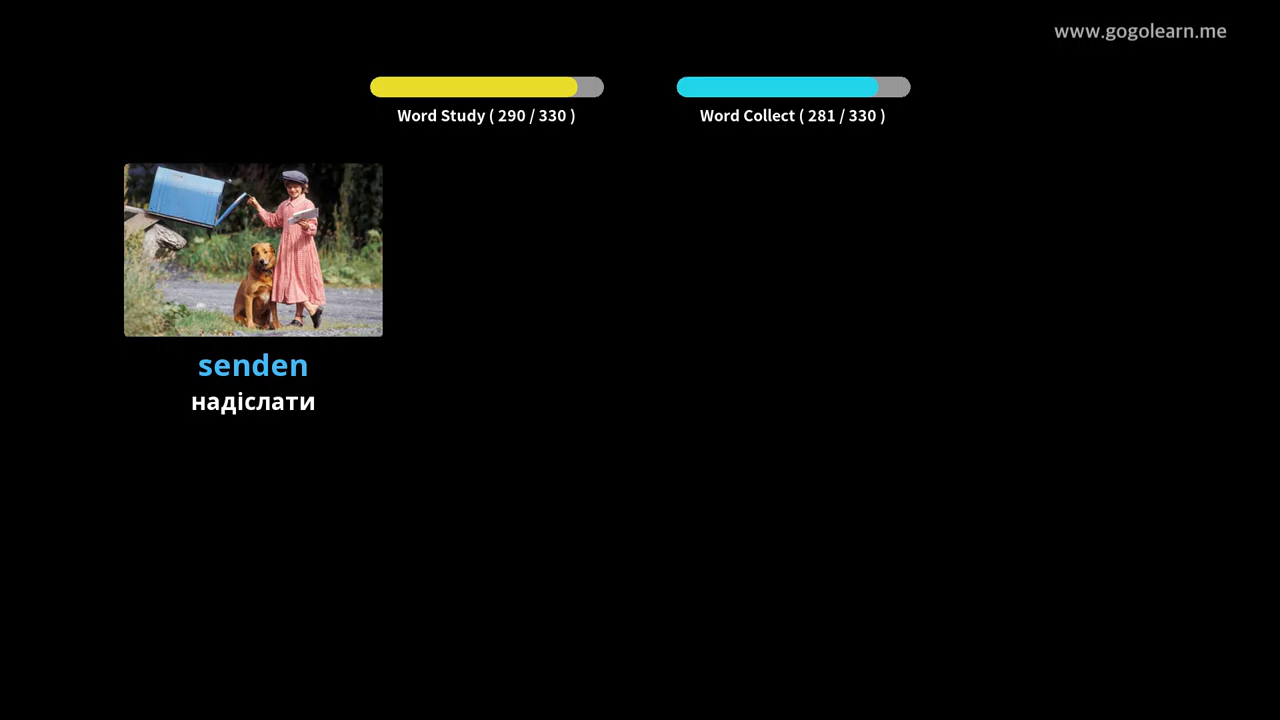 www.gogolearn.me
Word Study ( 290 / 330 )
Word Collect ( 281 / 330 )
senden
надіслати